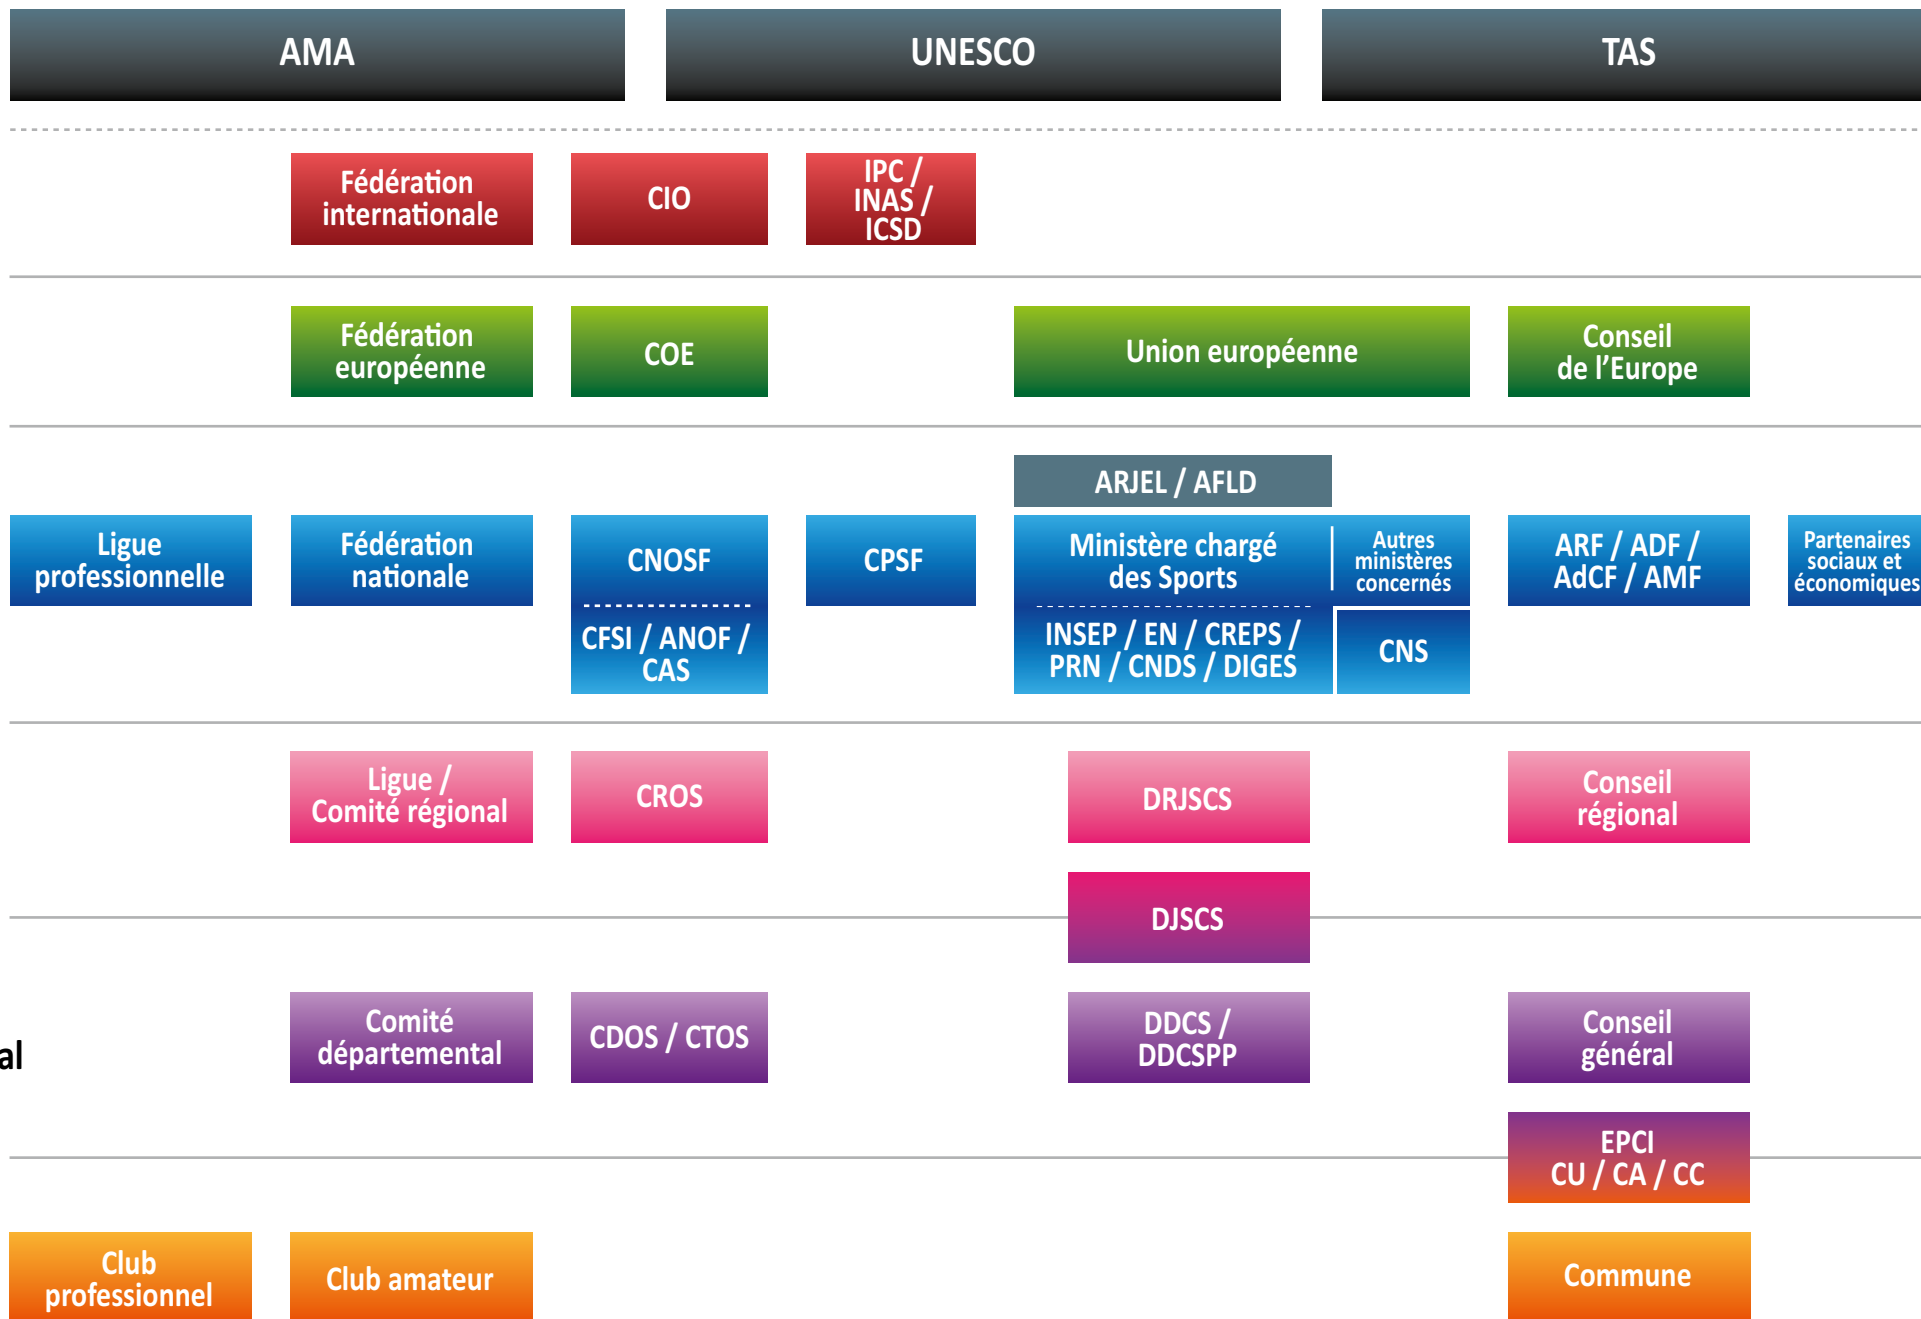 AMA
UNESCO
TAS
Fédération
internationale
CIO
IPC /
INAS /
ICSD
Fédération
européenne
COE
Union européenne
Conseil
de l’Europe
ARJEL / AFLD
Ligue
professionnelle
Fédération
nationale
CNOSF
CFSI / ANOF /
CAS
CPSF
Ministère chargé
des Sports
Autres
ministères
concernés
INSEP / EN / CREPS /
PRN / CNDS / DIGES
CNS
ARF / ADF /
AdCF / AMF
Partenaires
sociaux et
économiques
Ligue /
Comité régional
CROS
DRJSCS
Conseil
régional
DJSCS
al
Comité
départemental
CDOS / CTOS
DDCS /
DDCSPP
Conseil
général
EPCI
CU / CA / CC
Club
professionnel
Club amateur
Commune